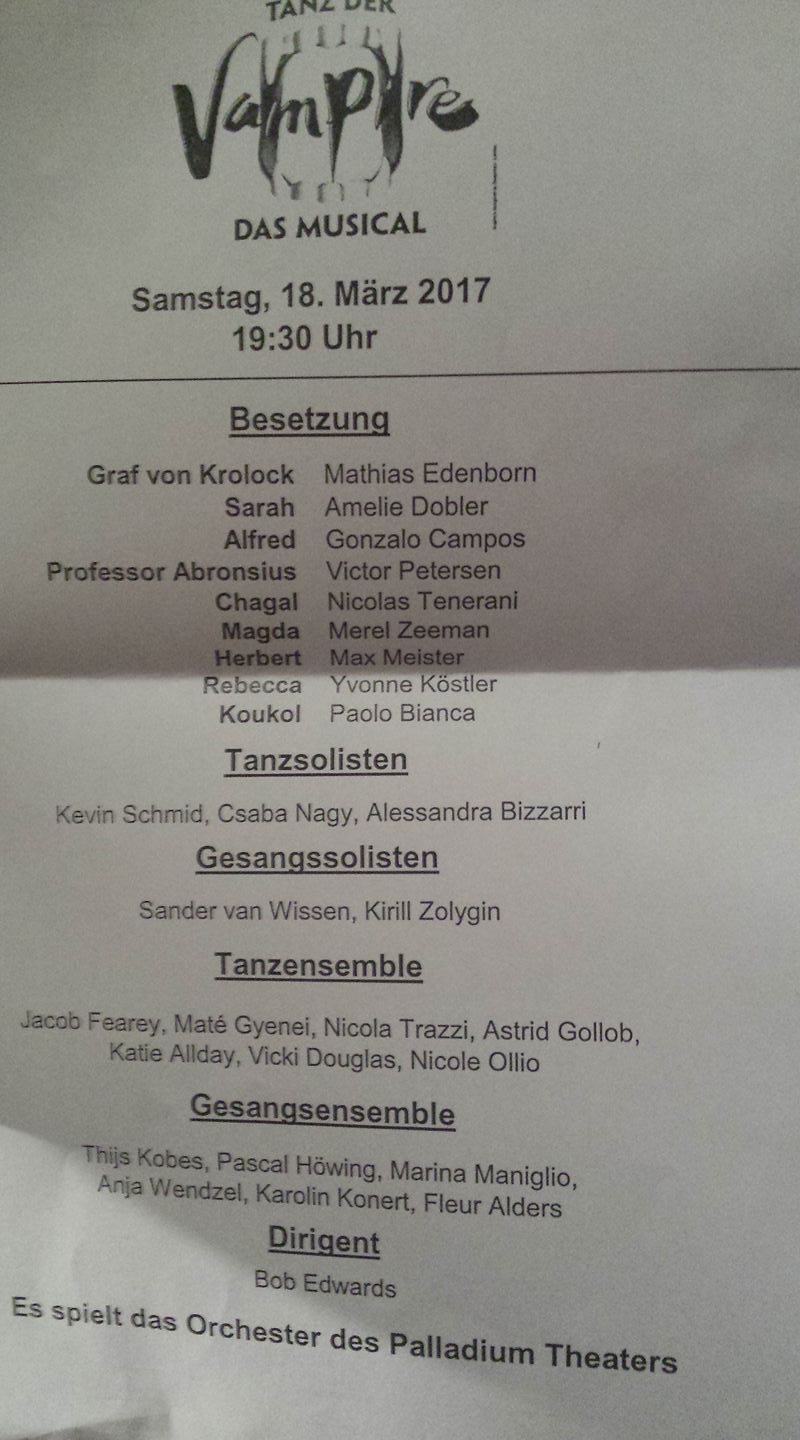 TANZ DER
Vampire
DAS MUSICAL
Samstag, 18. März 2017
19:30 Uhr
Besetzung
Graf von Krolock Mathias Edenborn
Sarah Amelie Dobler
Alfred Gonzalo Campos
Professor Abronsius Victor Petersen
Chagal Nicolas Tenerani
Magda Merel Zeeman
Herbert Max Meister
Rebecca Yvonne Köstler
Koukol Paolo Bianca
Tanzsolisten
Kevin Schmid, Csaba Nagy, Alessandra Bizzarri
Gesangssolisten
Sander van Wissen, Kirill Zolygin
Tanzensemble
Jacob Fearey, Maté Gyenei, Nicola Trazzi, Astrid Gollob,
Katie Allday, Vicki Douglas, Nicole Ollio
Gesangsensemble
Thijs Kobes, Pascal Höwing, Marina Maniglio,
Anja Wendzel, Karolin Konert, Fleur Alders
Dirigent
Bob Edwards
Es spielt das Orchester des Palladium Theaters